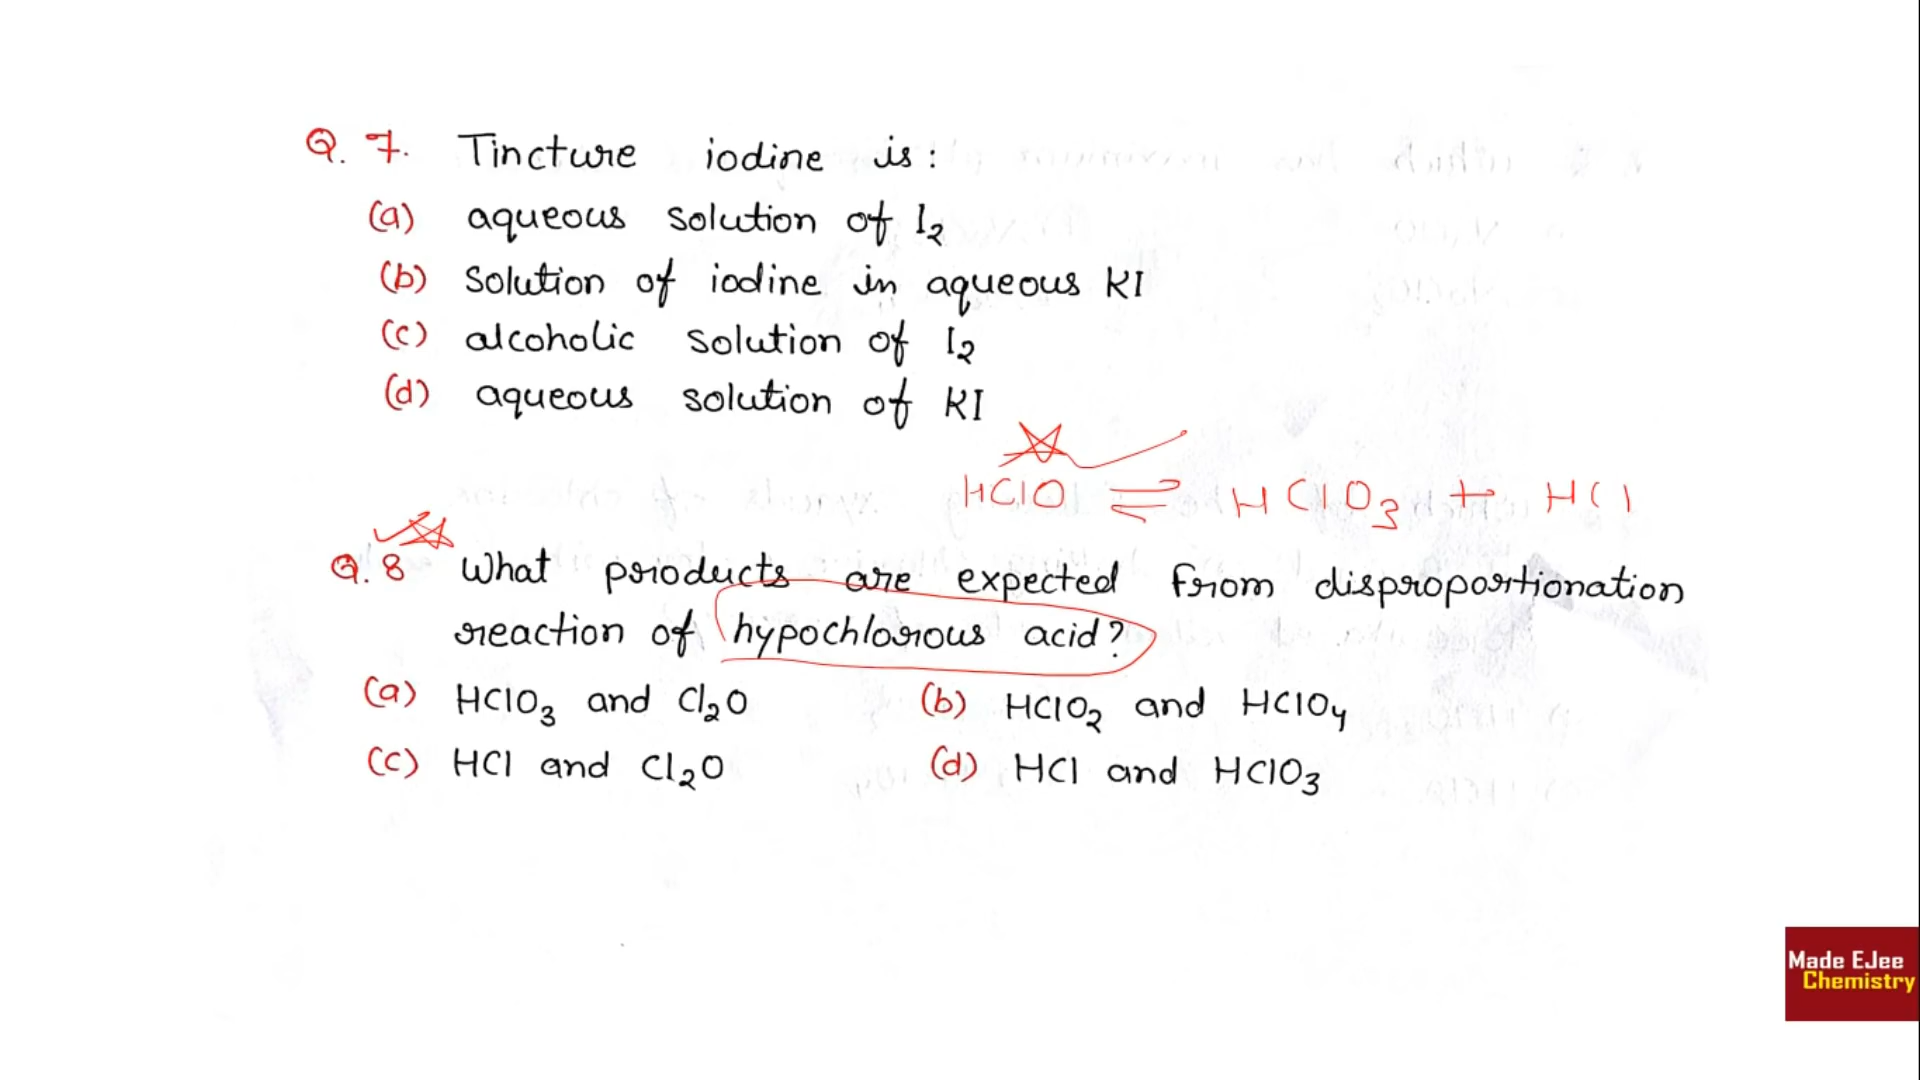 Q. 7. Tincture iodine is:
(a) aqueous solution of I₂
(b) Solution of iodine in aqueous KI
(c) alcoholic solution of I₂
(d) aqueous solution of KI
HClO ⇌ HClO₃ + HCl
Q. 8 What products are expected from disproportionation
reaction of hypochlorous acid?
(a) HClO₃ and Cl₂O (b) HClO₂ and HClO₄
(c) HCl and Cl₂O (d) HCl and HClO₃
Made EJee
Chemistry